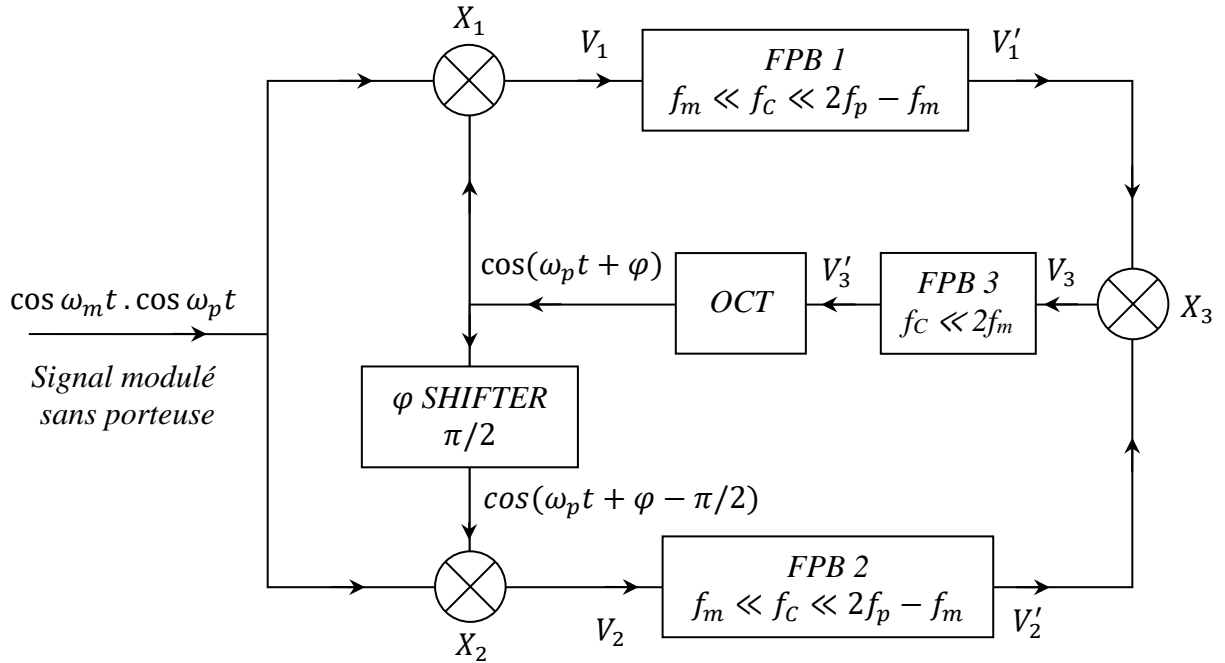 X₁
V₁
FPB 1
f_m ≪ f_C ≪ 2f_p − f_m
V₁′
cos(ω_p t + φ)
OCT
V₃′
FPB 3
f_C ≪ 2f_m
V₃
X₃
cos ω_m t . cos ω_p t
Signal modulé
sans porteuse
φ SHIFTER
π/2
cos(ω_p t + φ − π/2)
X₂
V₂
FPB 2
f_m ≪ f_C ≪ 2f_p − f_m
V₂′